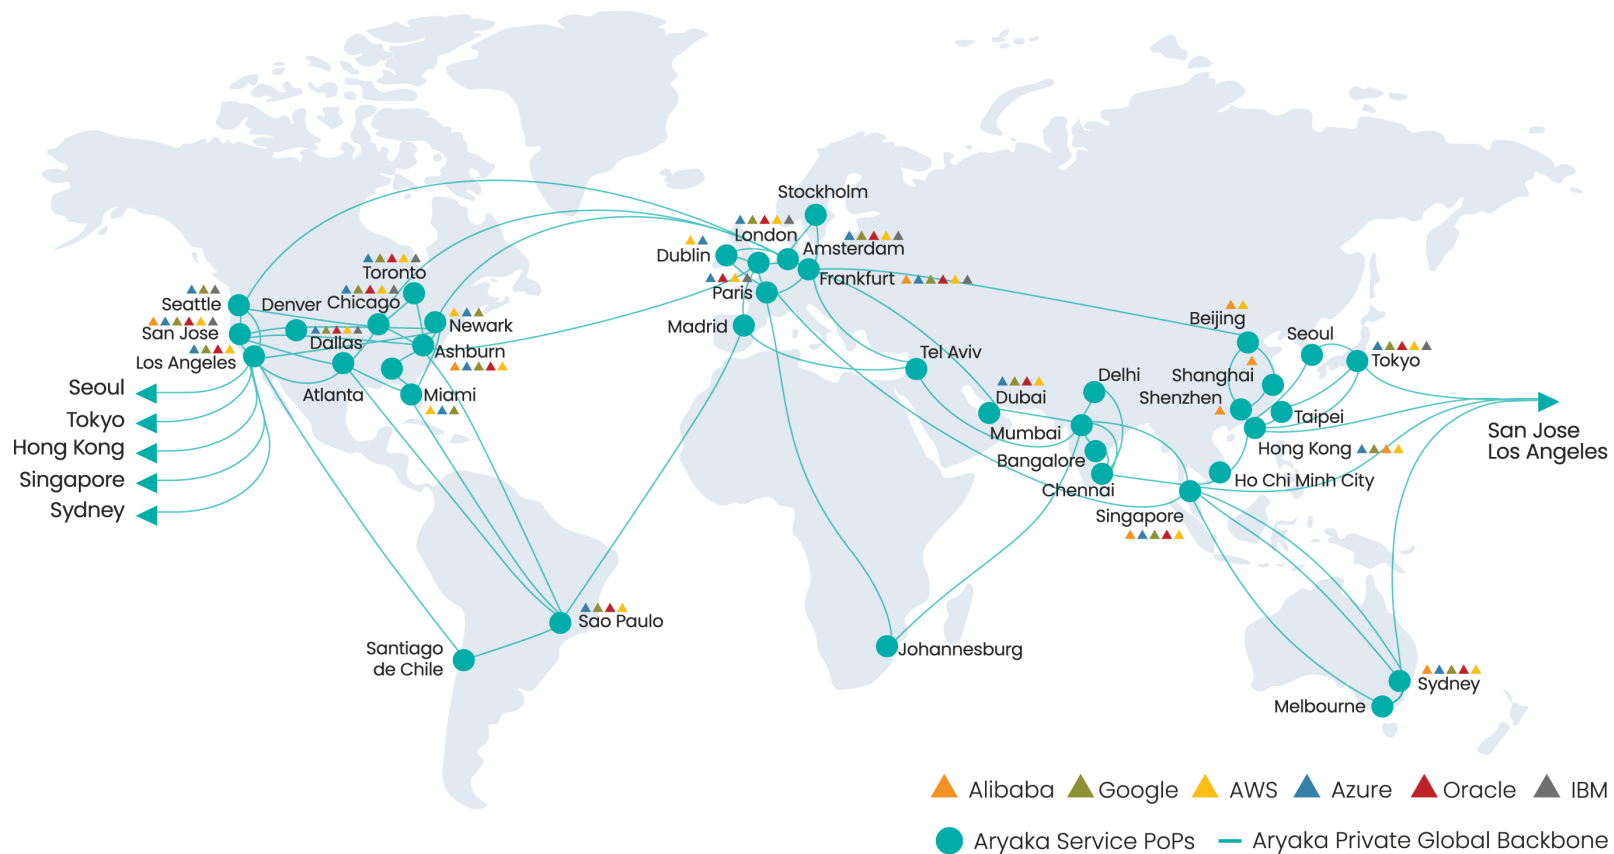 Stockholm
London
Amsterdam
Dublin
Toronto
Frankfurt
Paris
Seattle
Denver
Chicago
San Jose
Dallas
Newark
Madrid
Beijing
Seoul
Los Angeles
Ashburn
Tel Aviv
Tokyo
Atlanta
Miami
Delhi
Shanghai
Dubai
Shenzhen
Taipei
Mumbai
Hong Kong
Bangalore
Chennai
Ho Chi Minh City
Singapore
Seoul
Tokyo
Hong Kong
Singapore
Sydney
San Jose
Los Angeles
Sao Paulo
Santiago
de Chile
Johannesburg
Sydney
Melbourne
Alibaba
Google
AWS
Azure
Oracle
IBM
Aryaka Service PoPs
Aryaka Private Global Backbone